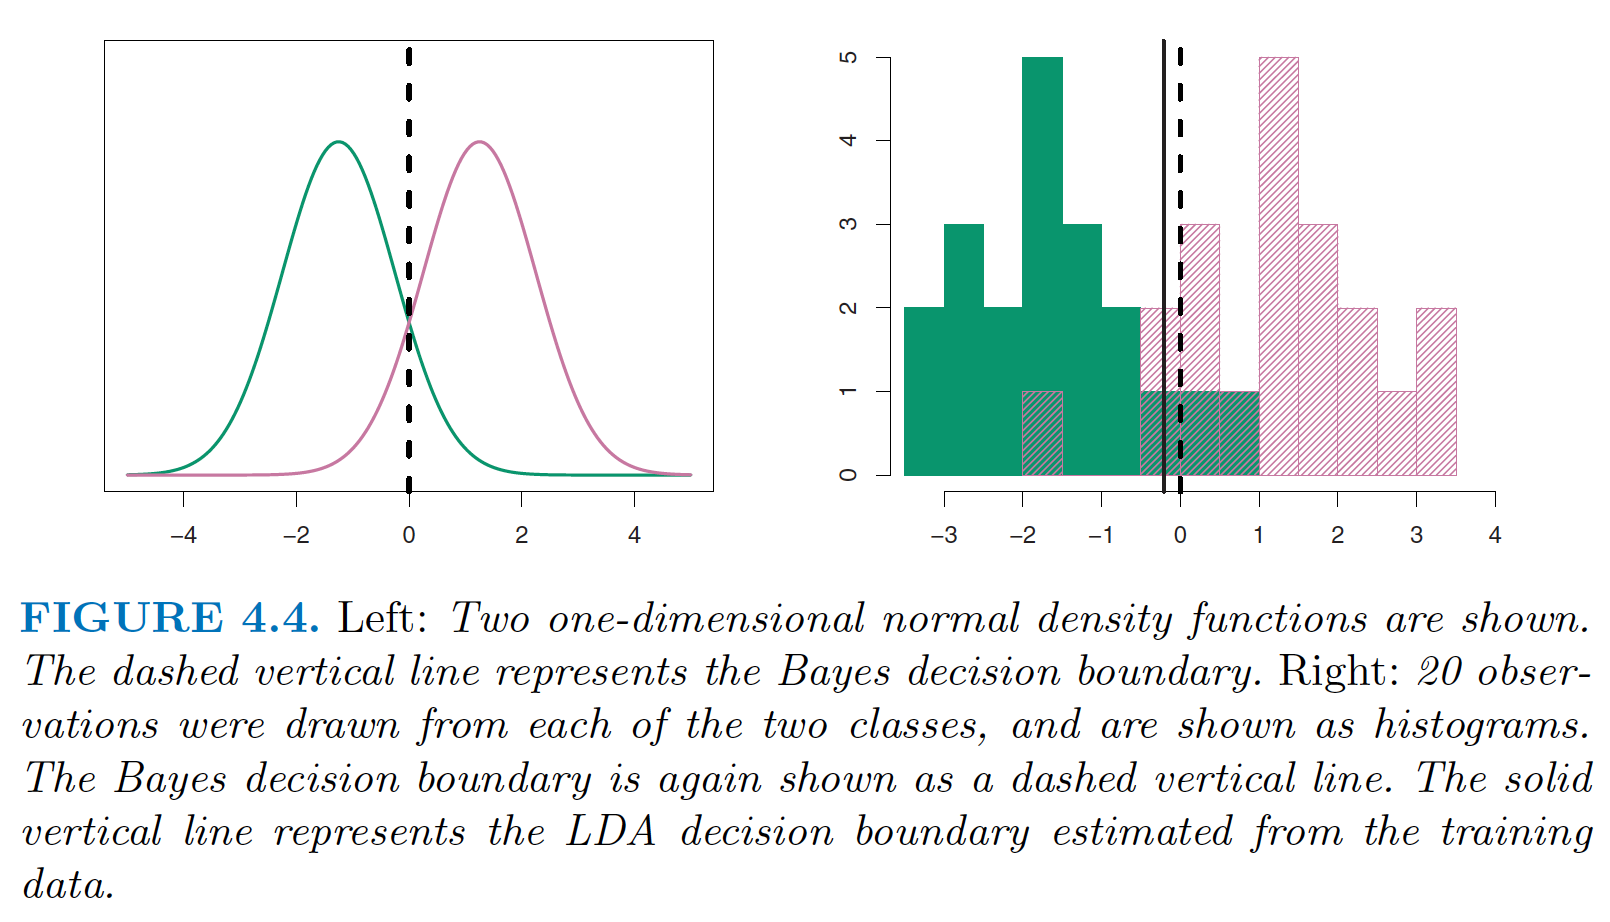 −4 −2 0 2 4
0 1 2 3 4 5
−3 −2 −1 0 1 2 3 4
FIGURE 4.4. Left: Two one-dimensional normal density functions are shown.
The dashed vertical line represents the Bayes decision boundary. Right: 20 obser-
vations were drawn from each of the two classes, and are shown as histograms.
The Bayes decision boundary is again shown as a dashed vertical line. The solid
vertical line represents the LDA decision boundary estimated from the training
data.